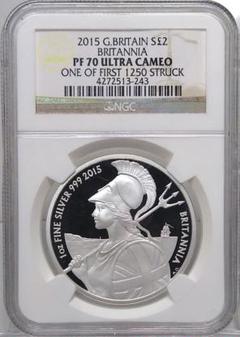 2015 G.BRITAIN S£2
BRITANNIA
PF 70 ULTRA CAMEO
ONE OF FIRST 1250 STRUCK
4272513-243
NGC
1oz FINE SILVER 999 2015
BRITANNIA